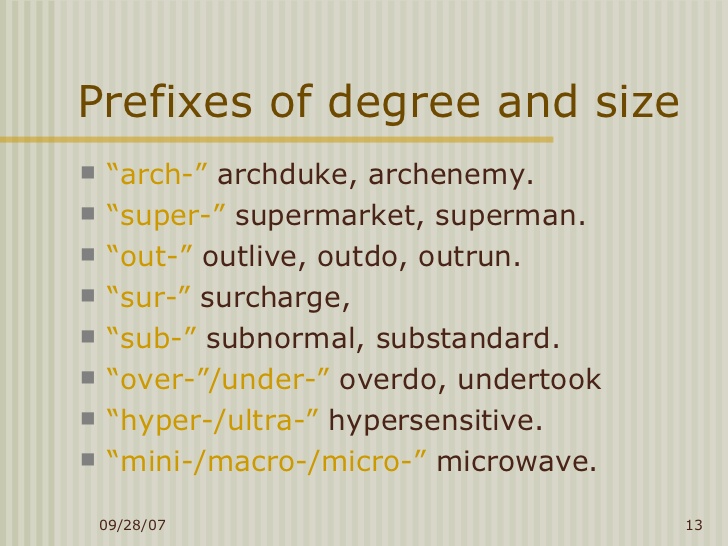 Prefixes of degree and size
“arch-” archduke, archenemy.
“super-” supermarket, superman.
“out-” outlive, outdo, outrun.
“sur-” surcharge,
“sub-” subnormal, substandard.
“over-”/under-” overdo, undertook
“hyper-/ultra-” hypersensitive.
“mini-/macro-/micro-” microwave.
09/28/07 13